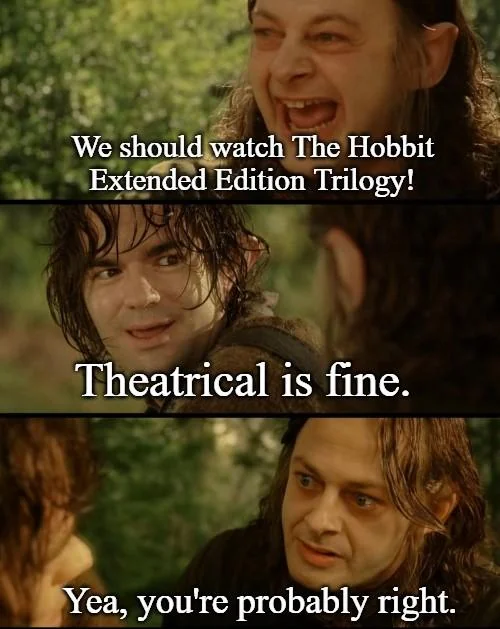 We should watch The Hobbit
Extended Edition Trilogy!
Theatrical is fine.
Yea, you're probably right.